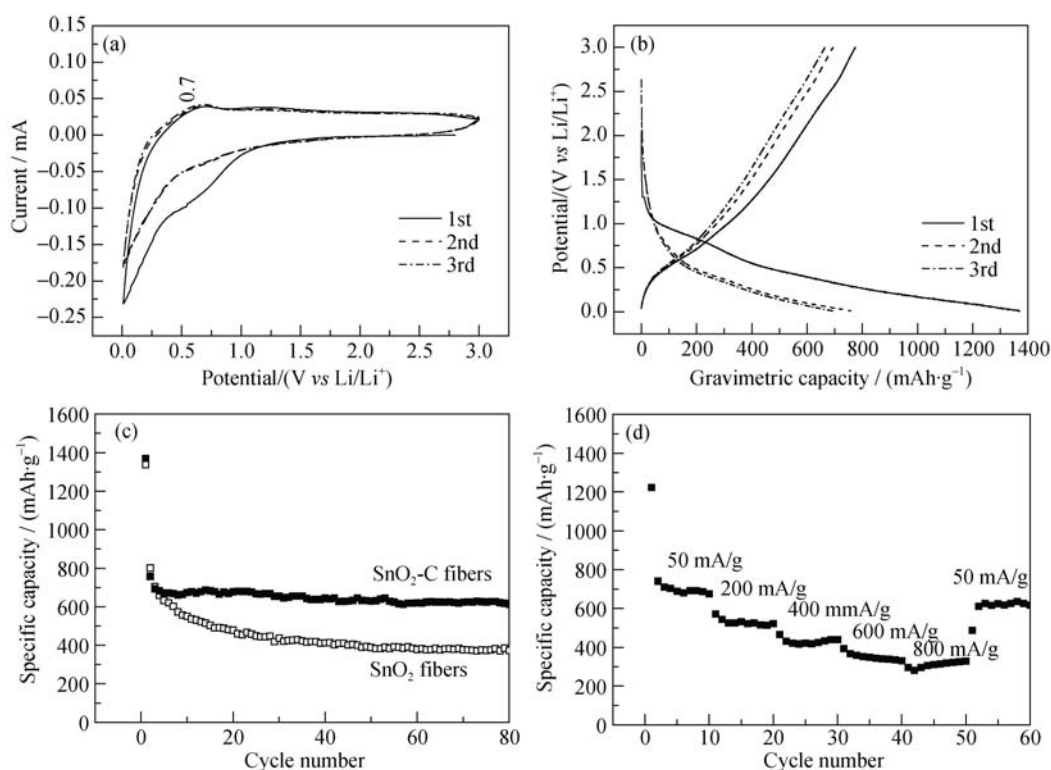 (a)
0.15
0.10
0.05
0.00
−0.05
−0.10
−0.15
−0.20
−0.25
Current / mA
0.7
1st
2nd
3rd
0.0 0.5 1.0 1.5 2.0 2.5 3.0
Potential/(V vs Li/Li⁺)
(b)
3.0
2.5
2.0
1.5
1.0
0.5
0.0
Potential/(V vs Li/Li⁺)
1st
2nd
3rd
0 200 400 600 800 1000 1200 1400
Gravimetric capacity / (mAh·g⁻¹)
(c)
1600
1400
1200
1000
800
600
400
200
0
Specific capacity / (mAh·g⁻¹)
SnO₂-C fibers
SnO₂ fibers
0 20 40 60 80
Cycle number
(d)
1600
1400
1200
1000
800
600
400
200
0
Specific capacity / (mAh·g⁻¹)
50 mA/g
200 mA/g
400 mmA/g
600 mA/g
800 mA/g
50 mA/g
0 10 20 30 40 50 60
Cycle number